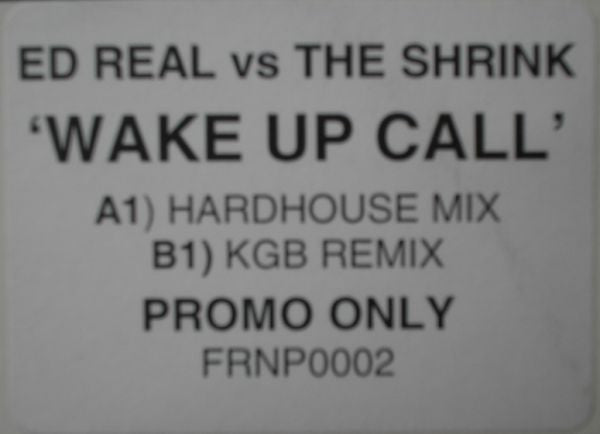 ED REAL vs THE SHRINK
‘WAKE UP CALL’
A1) HARDHOUSE MIX
B1) KGB REMIX
PROMO ONLY
FRNP0002